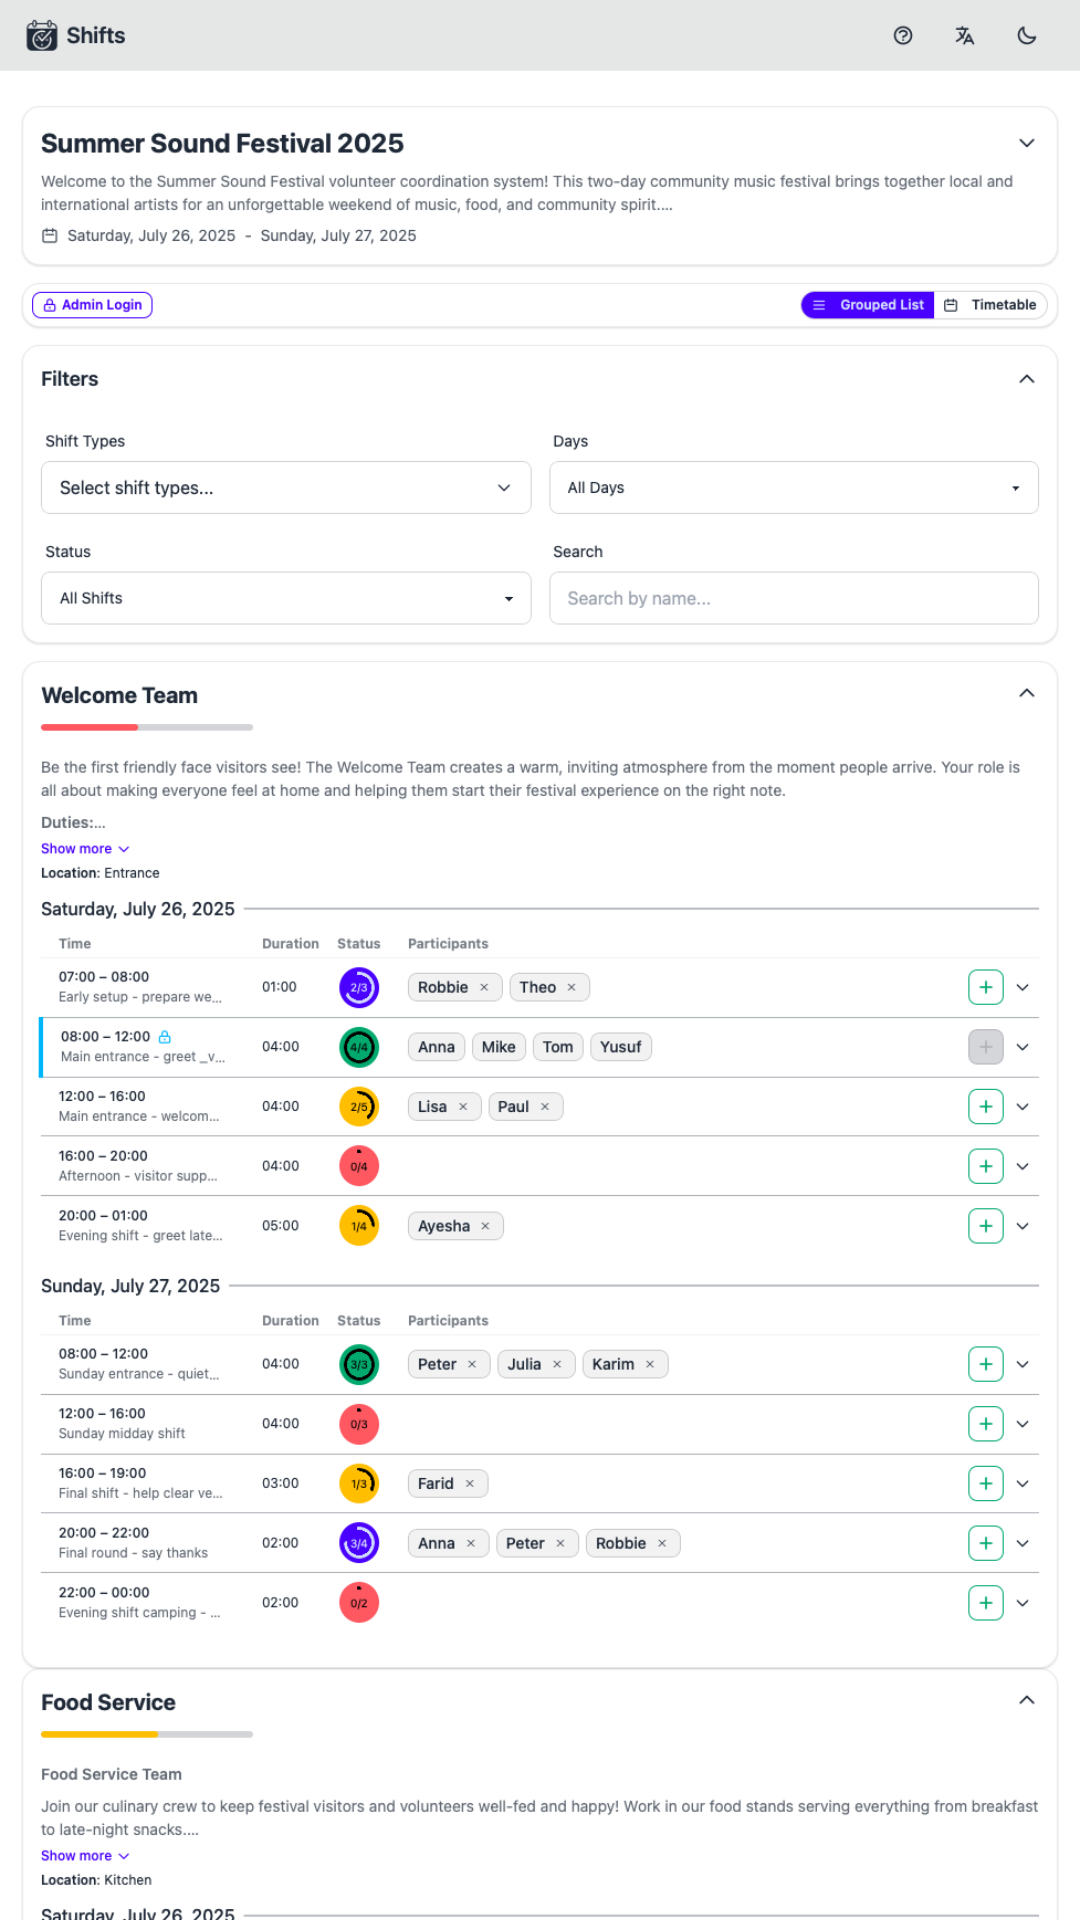 Shifts
Summer Sound Festival 2025
Welcome to the Summer Sound Festival volunteer coordination system! This two-day community music festival brings together local and
international artists for an unforgettable weekend of music, food, and community spirit....
Saturday, July 26, 2025 - Sunday, July 27, 2025
Admin Login
Grouped List
Timetable
Filters
Shift Types
Days
Select shift types...
All Days
Status
Search
All Shifts
Search by name...
Welcome Team
Be the first friendly face visitors see! The Welcome Team creates a warm, inviting atmosphere from the moment people arrive. Your role is
all about making everyone feel at home and helping them start their festival experience on the right note.
Duties:...
Show more
Location: Entrance
Saturday, July 26, 2025
Time Duration Status Participants
07:00 – 08:00
Early setup - prepare we...
01:00 2/3 Robbie × Theo ×
08:00 – 12:00
Main entrance - greet _v...
04:00 4/4 Anna Mike Tom Yusuf
12:00 – 16:00
Main entrance - welcom...
04:00 2/5 Lisa × Paul ×
16:00 – 20:00
Afternoon - visitor supp...
04:00 0/4
20:00 – 01:00
Evening shift - greet late...
05:00 1/4 Ayesha ×
Sunday, July 27, 2025
Time Duration Status Participants
08:00 – 12:00
Sunday entrance - quiet...
04:00 3/3 Peter × Julia × Karim ×
12:00 – 16:00
Sunday midday shift
04:00 0/3
16:00 – 19:00
Final shift - help clear ve...
03:00 1/3 Farid ×
20:00 – 22:00
Final round - say thanks
02:00 3/4 Anna × Peter × Robbie ×
22:00 – 00:00
Evening shift camping - ...
02:00 0/2
Food Service
Food Service Team
Join our culinary crew to keep festival visitors and volunteers well-fed and happy! Work in our food stands serving everything from breakfast
to late-night snacks....
Show more
Location: Kitchen
Saturday, July 26, 2025